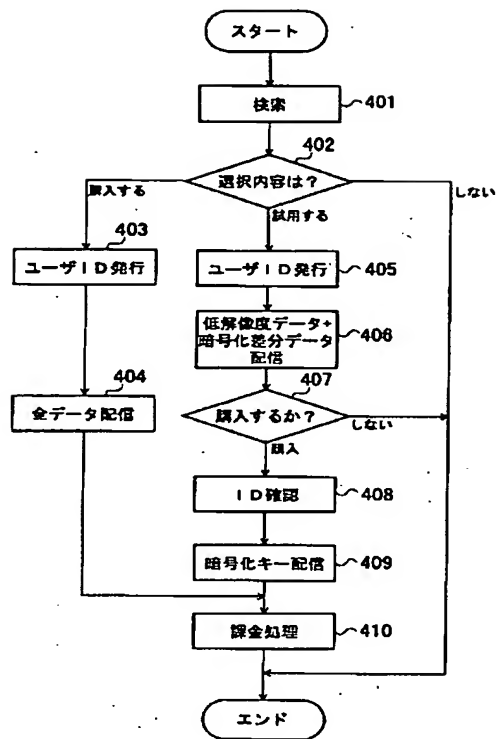 スタート
検索
401
402
選択内容は?
購入する
しない
試用する
403
ユーザID発行
ユーザID発行
405
低解像度データ+
暗号化差分データ
配信
406
404
全データ配信
407
購入するか?
しない
購入
ID確認
408
暗号化キー配信
409
課金処理
410
エンド